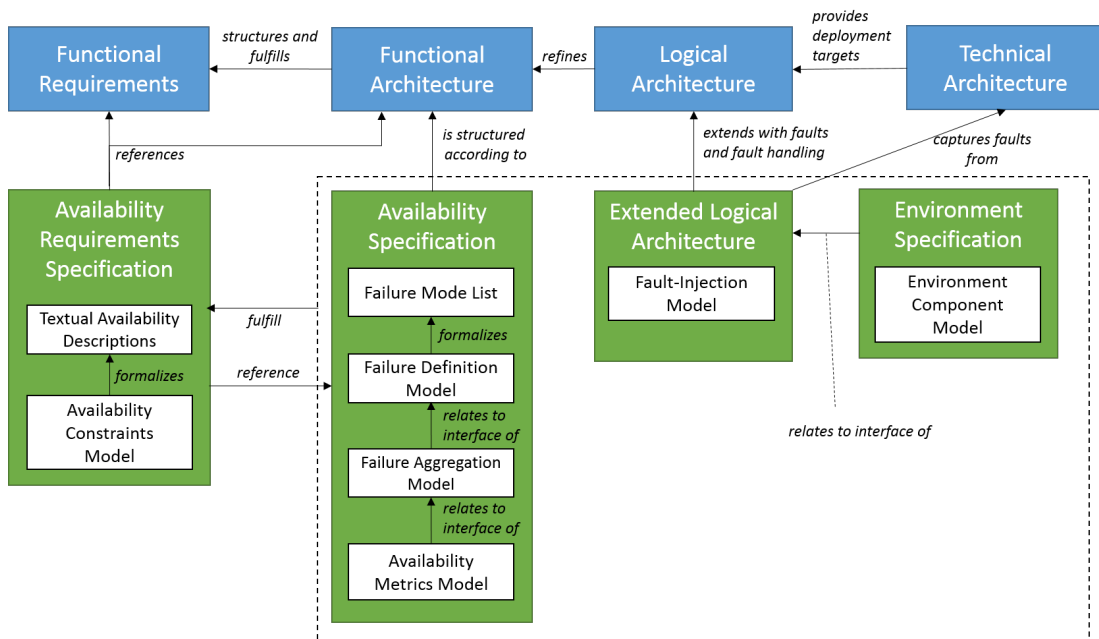 provides
deployment
targets
structures and
fulfills
refines
Functional
Requirements
Functional
Architecture
Logical
Architecture
Technical
Architecture
references
is structured
according to
extends with faults
and fault handling
captures faults
from
Availability
Requirements
Specification
Textual Availability
Descriptions
formalizes
Availability
Constraints
Model
fulfill
reference
Availability
Specification
Failure Mode List
formalizes
Failure Definition
Model
relates to
interface of
Failure Aggregation
Model
relates to
interface of
Availability
Metrics Model
Extended Logical
Architecture
Fault-Injection
Model
Environment
Specification
Environment
Component
Model
relates to interface of